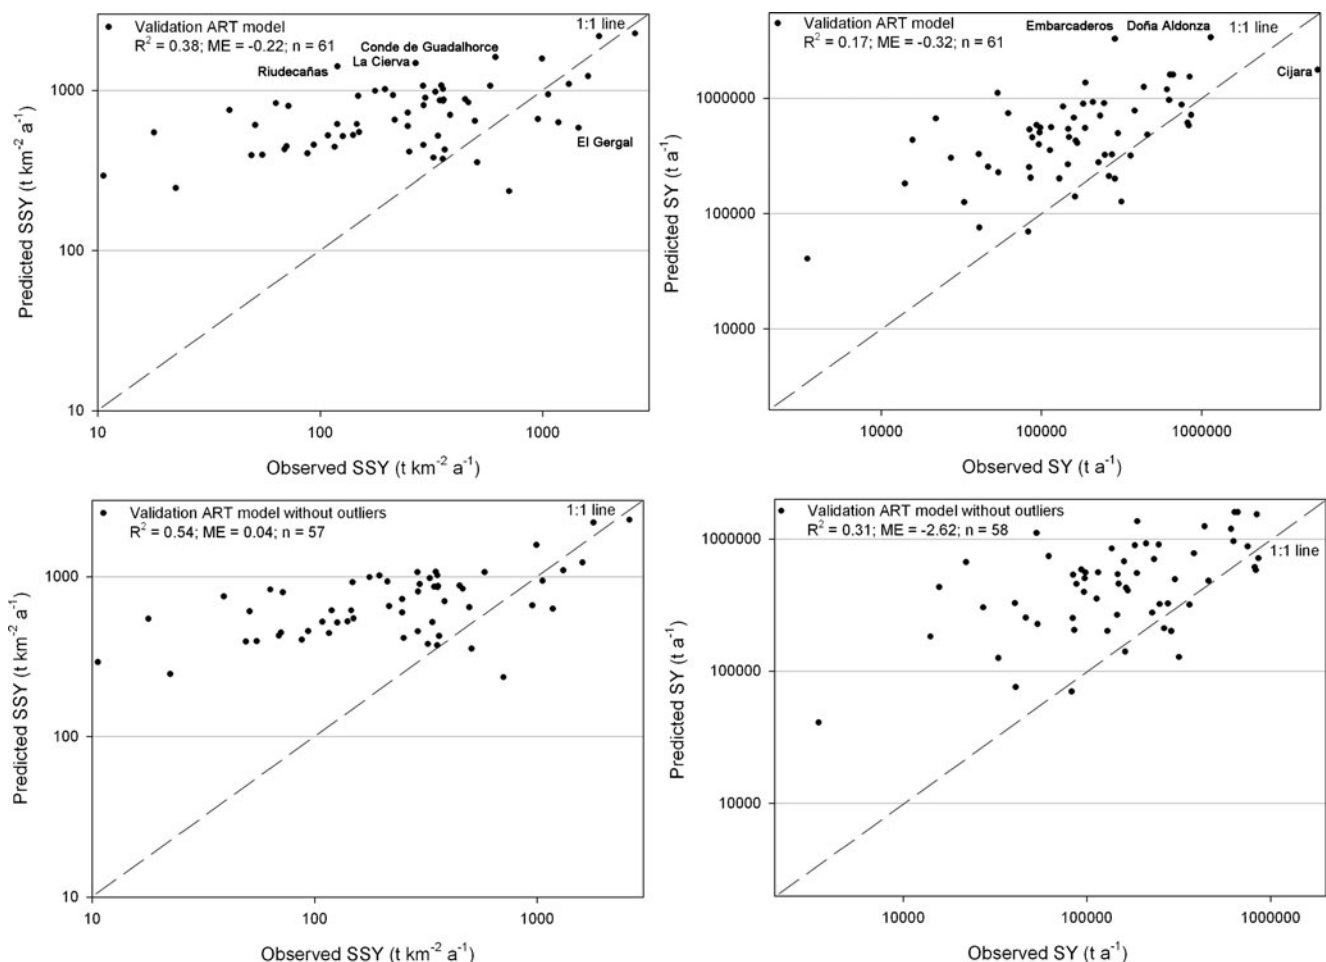 Validation ART model
R² = 0.38; ME = -0.22; n = 61
1:1 line
Conde de Guadalhorce
La Cierva
Riudecañas
El Gergal
1000
100
10
10
100
1000
Predicted SSY (t km⁻² a⁻¹)
Observed SSY (t km⁻² a⁻¹)
Validation ART model
R² = 0.17; ME = -0.32; n = 61
Embarcaderos
Doña Aldonza
1:1 line
Cijara
1000000
100000
10000
10000
100000
1000000
Predicted SY (t a⁻¹)
Observed SY (t a⁻¹)
Validation ART model without outliers
R² = 0.54; ME = 0.04; n = 57
1:1 line
1000
100
10
10
100
1000
Predicted SSY (t km⁻² a⁻¹)
Observed SSY (t km⁻² a⁻¹)
Validation ART model without outliers
R² = 0.31; ME = -2.62; n = 58
1:1 line
1000000
100000
10000
10000
100000
1000000
Predicted SY (t a⁻¹)
Observed SY (t a⁻¹)